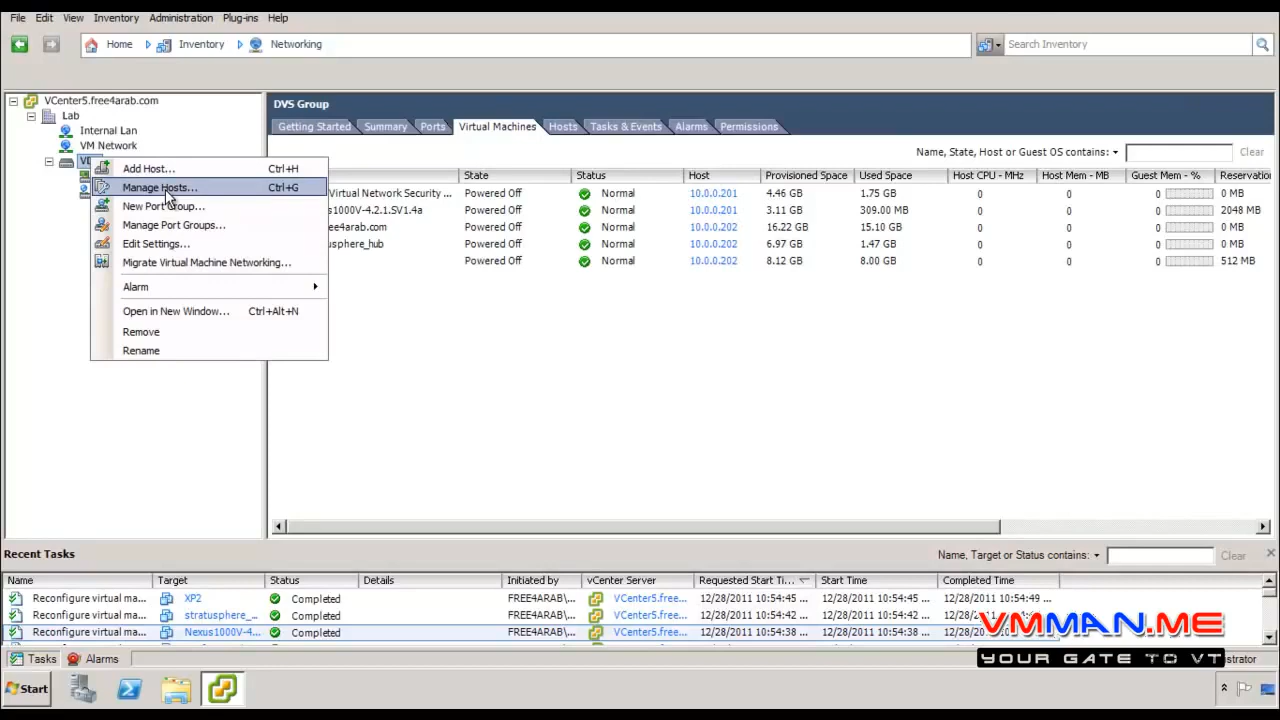 File Edit View Inventory Administration Plug-ins Help
Home Inventory Networking Search Inventory
VCenter5.free4arab.com
Lab
Internal Lan
VM Network
Add Host... Ctrl+H
Manage Hosts... Ctrl+G
New Port Group...
Manage Port Groups...
Edit Settings...
Migrate Virtual Machine Networking...
Alarm
Open in New Window... Ctrl+Alt+N
Remove
Rename
DVS Group
Getting Started Summary Ports Virtual Machines Hosts Tasks & Events Alarms Permissions
Name, State, Host or Guest OS contains: Clear
State Status Host Provisioned Space Used Space Host CPU - MHz Host Mem - MB Guest Mem - % Reservatio
Virtual Network Security ... Powered Off Normal 10.0.0.201 4.46 GB 1.75 GB 0 0 0 0 MB
s1000V-4.2.1.SV1.4a Powered Off Normal 10.0.0.201 3.11 GB 309.00 MB 0 0 0 2048 MB
ree4arab.com Powered Off Normal 10.0.0.202 16.22 GB 15.10 GB 0 0 0 0 MB
usphere_hub Powered Off Normal 10.0.0.202 6.97 GB 1.47 GB 0 0 0 0 MB
Powered Off Normal 10.0.0.202 8.12 GB 8.00 GB 0 0 0 512 MB
Recent Tasks Name, Target or Status contains: Clear
Name Target Status Details Initiated by vCenter Server Requested Start Ti... Start Time Completed Time
Reconfigure virtual ma... XP2 Completed FREE4ARAB\... VCenter5.free... 12/28/2011 10:54:45 ... 12/28/2011 10:54:45 ... 12/28/2011 10:54:49 ...
Reconfigure virtual ma... stratusphere_... Completed FREE4ARAB\... VCenter5.free... 12/28/2011 10:54:42 ... 12/28/2011 10:54:42 ... 12/28/2011 10:54:44 ...
Reconfigure virtual ma... Nexus1000V-4... Completed FREE4ARAB\... VCenter5.free... 12/28/2011 10:54:38 ... 12/28/2011 10:54:38 ...
VMMAN.ME
YOUR GATE TO VT
Tasks Alarms strator
Start